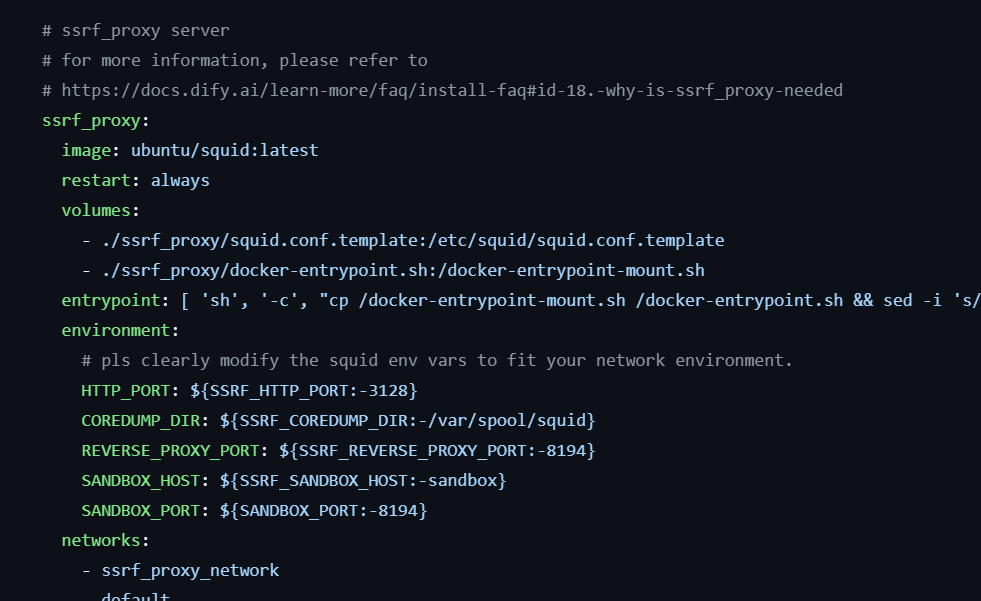 # ssrf_proxy server
# for more information, please refer to
# https://docs.dify.ai/learn-more/faq/install-faq#id-18.-why-is-ssrf_proxy-needed
ssrf_proxy:
image: ubuntu/squid:latest
restart: always
volumes:
- ./ssrf_proxy/squid.conf.template:/etc/squid/squid.conf.template
- ./ssrf_proxy/docker-entrypoint.sh:/docker-entrypoint-mount.sh
entrypoint: [ 'sh', '-c', "cp /docker-entrypoint-mount.sh /docker-entrypoint.sh && sed -i 's/
environment:
# pls clearly modify the squid env vars to fit your network environment.
HTTP_PORT: ${SSRF_HTTP_PORT:-3128}
COREDUMP_DIR: ${SSRF_COREDUMP_DIR:-/var/spool/squid}
REVERSE_PROXY_PORT: ${SSRF_REVERSE_PROXY_PORT:-8194}
SANDBOX_HOST: ${SSRF_SANDBOX_HOST:-sandbox}
SANDBOX_PORT: ${SANDBOX_PORT:-8194}
networks:
- ssrf_proxy_network
default